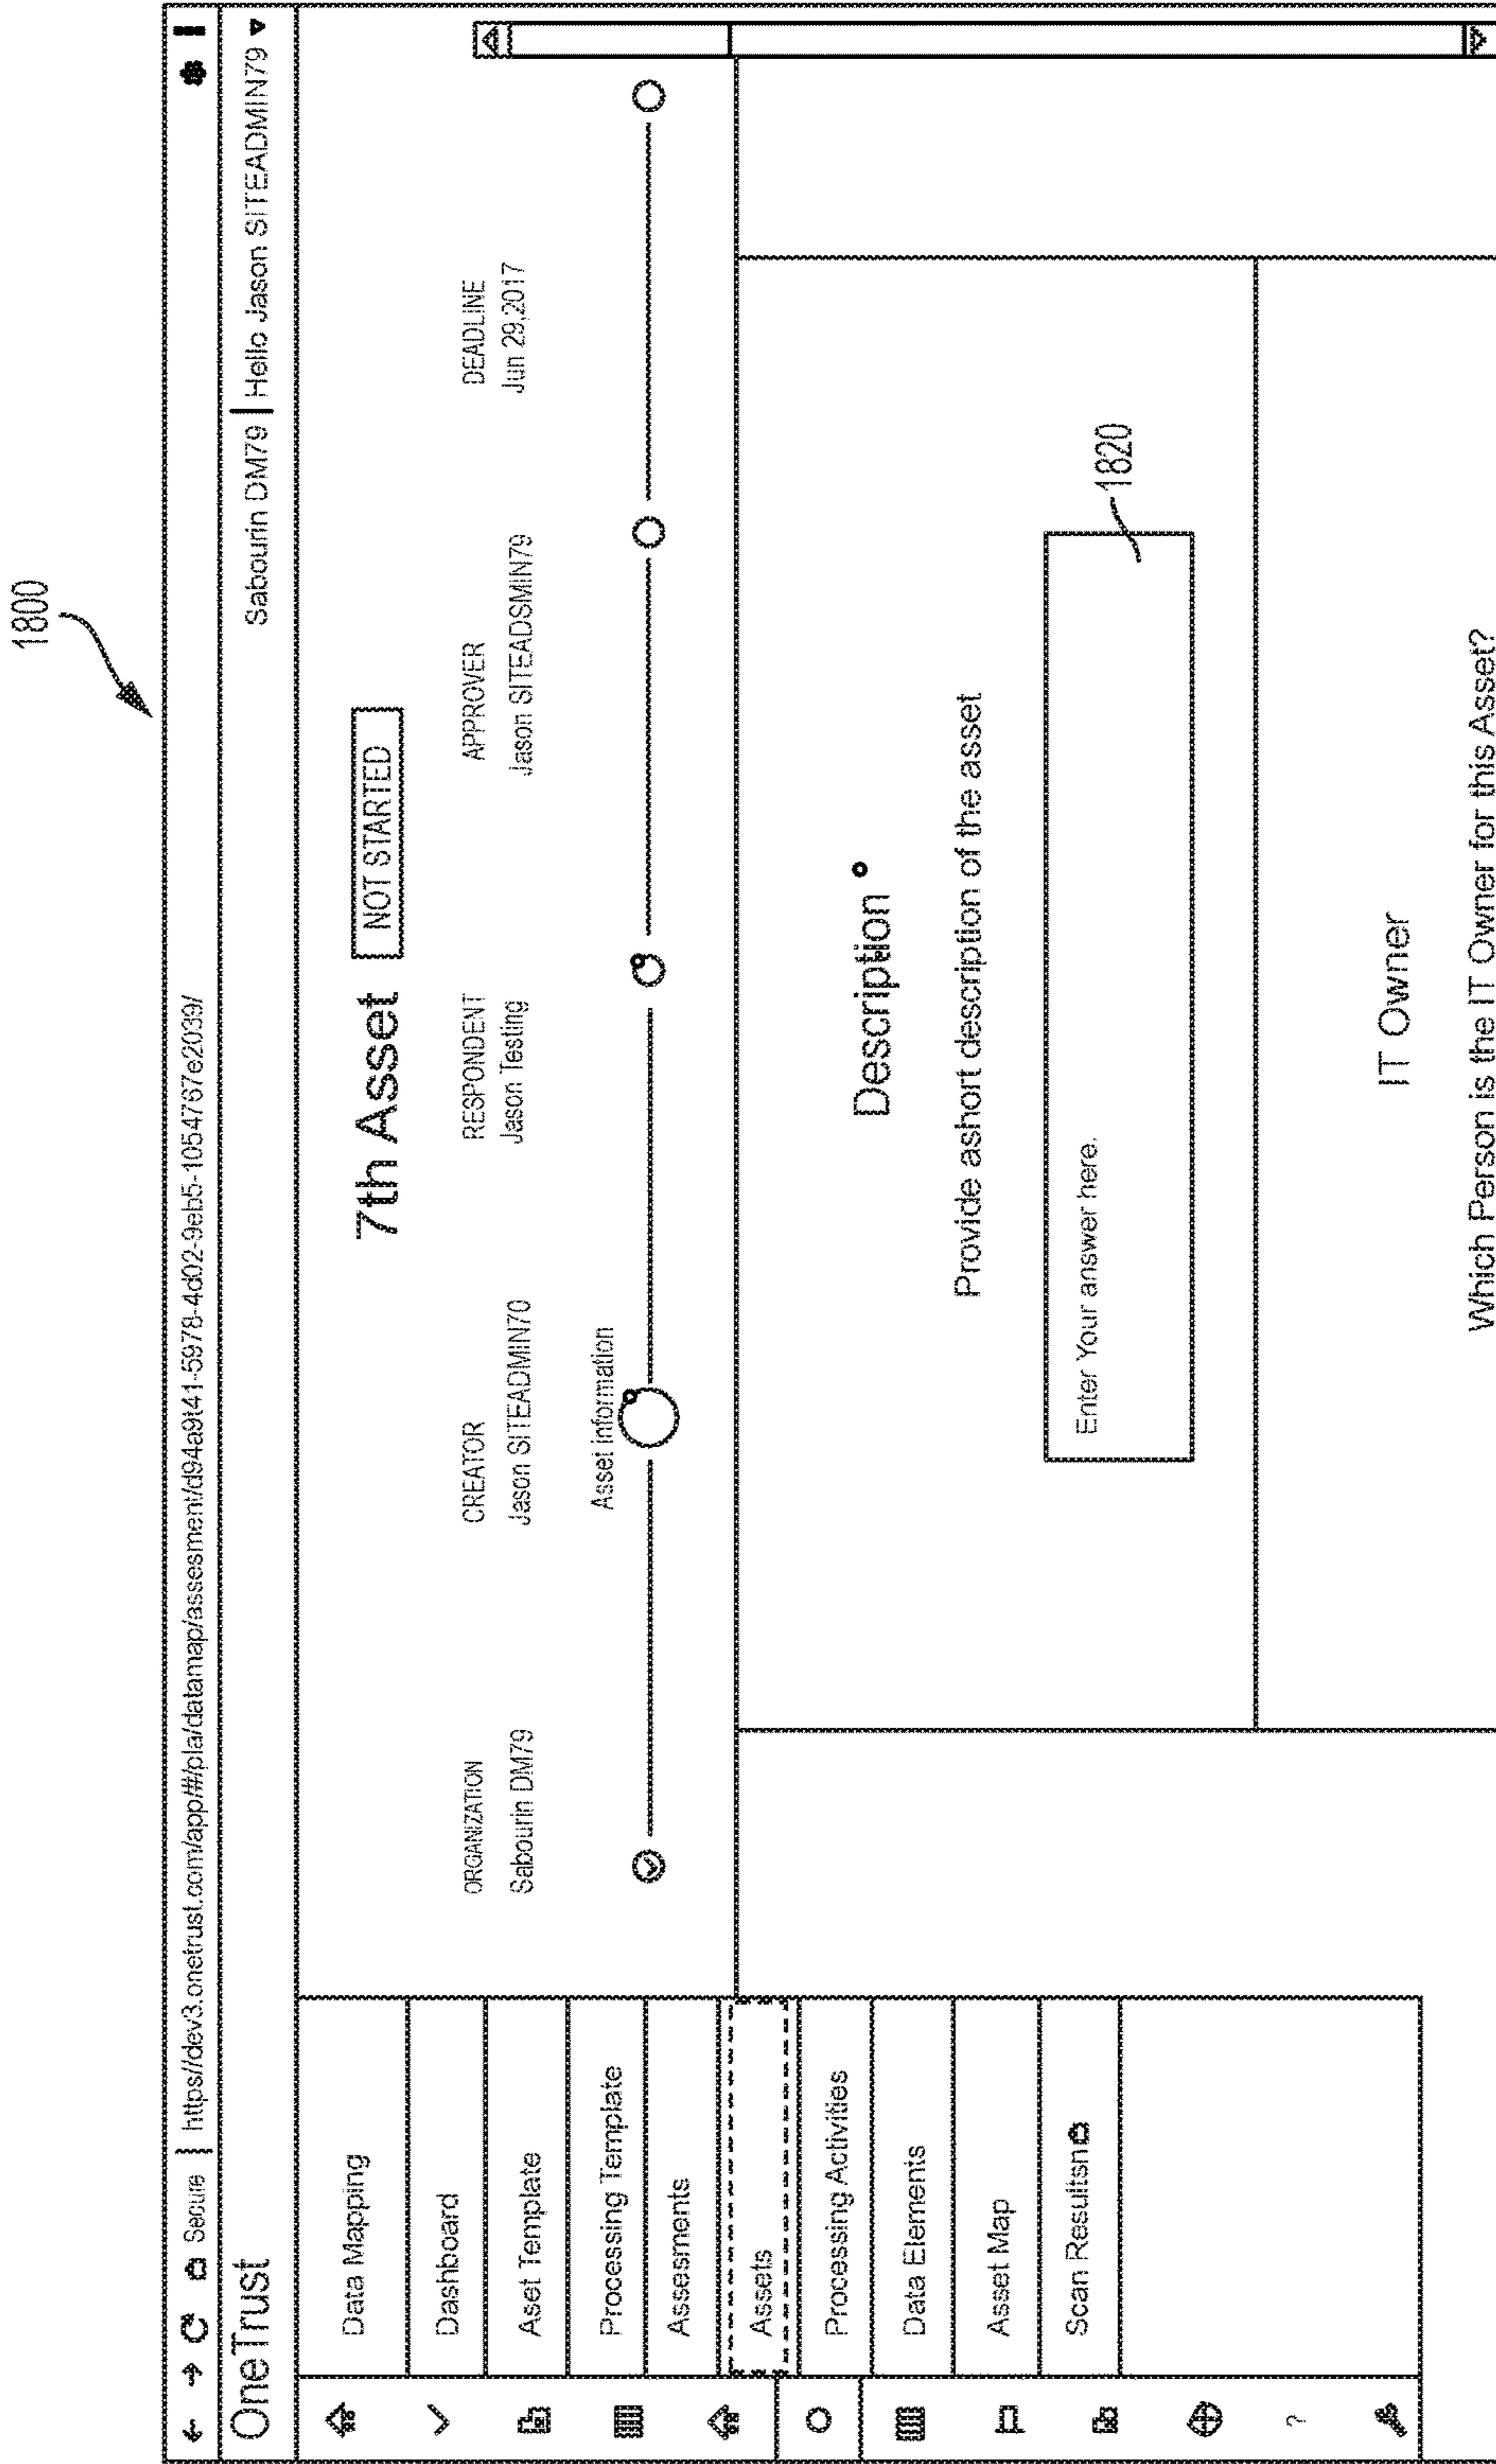 1800
Secure | https//dev3.onetrust.com/app/#/pla/datamap/assesment/d94a9t41-5978-4d02-9eb5-1054767e2039/
OneTrust
Sabourin DM79 | Hello Jason SITEADMIN79
Data Mapping
Dashboard
Aset Template
Processing Template
Assesments
Assets
Processing Activities
Data Elements
Asset Map
Scan Resultsn
?
7th Asset
NOT STARTED
ORGANIZATION
Sabourin DM79
CREATOR
Jason SITEADMIN70
RESPONDENT
Jason Testing
APPROVER
Jason SITEADSMIN79
DEADLINE
Jun 29,2017
Asset information
Description
Provide ashort description of the asset
Enter Your answer here.
1820
IT Owner
Which Person is the IT Owner for this Asset?